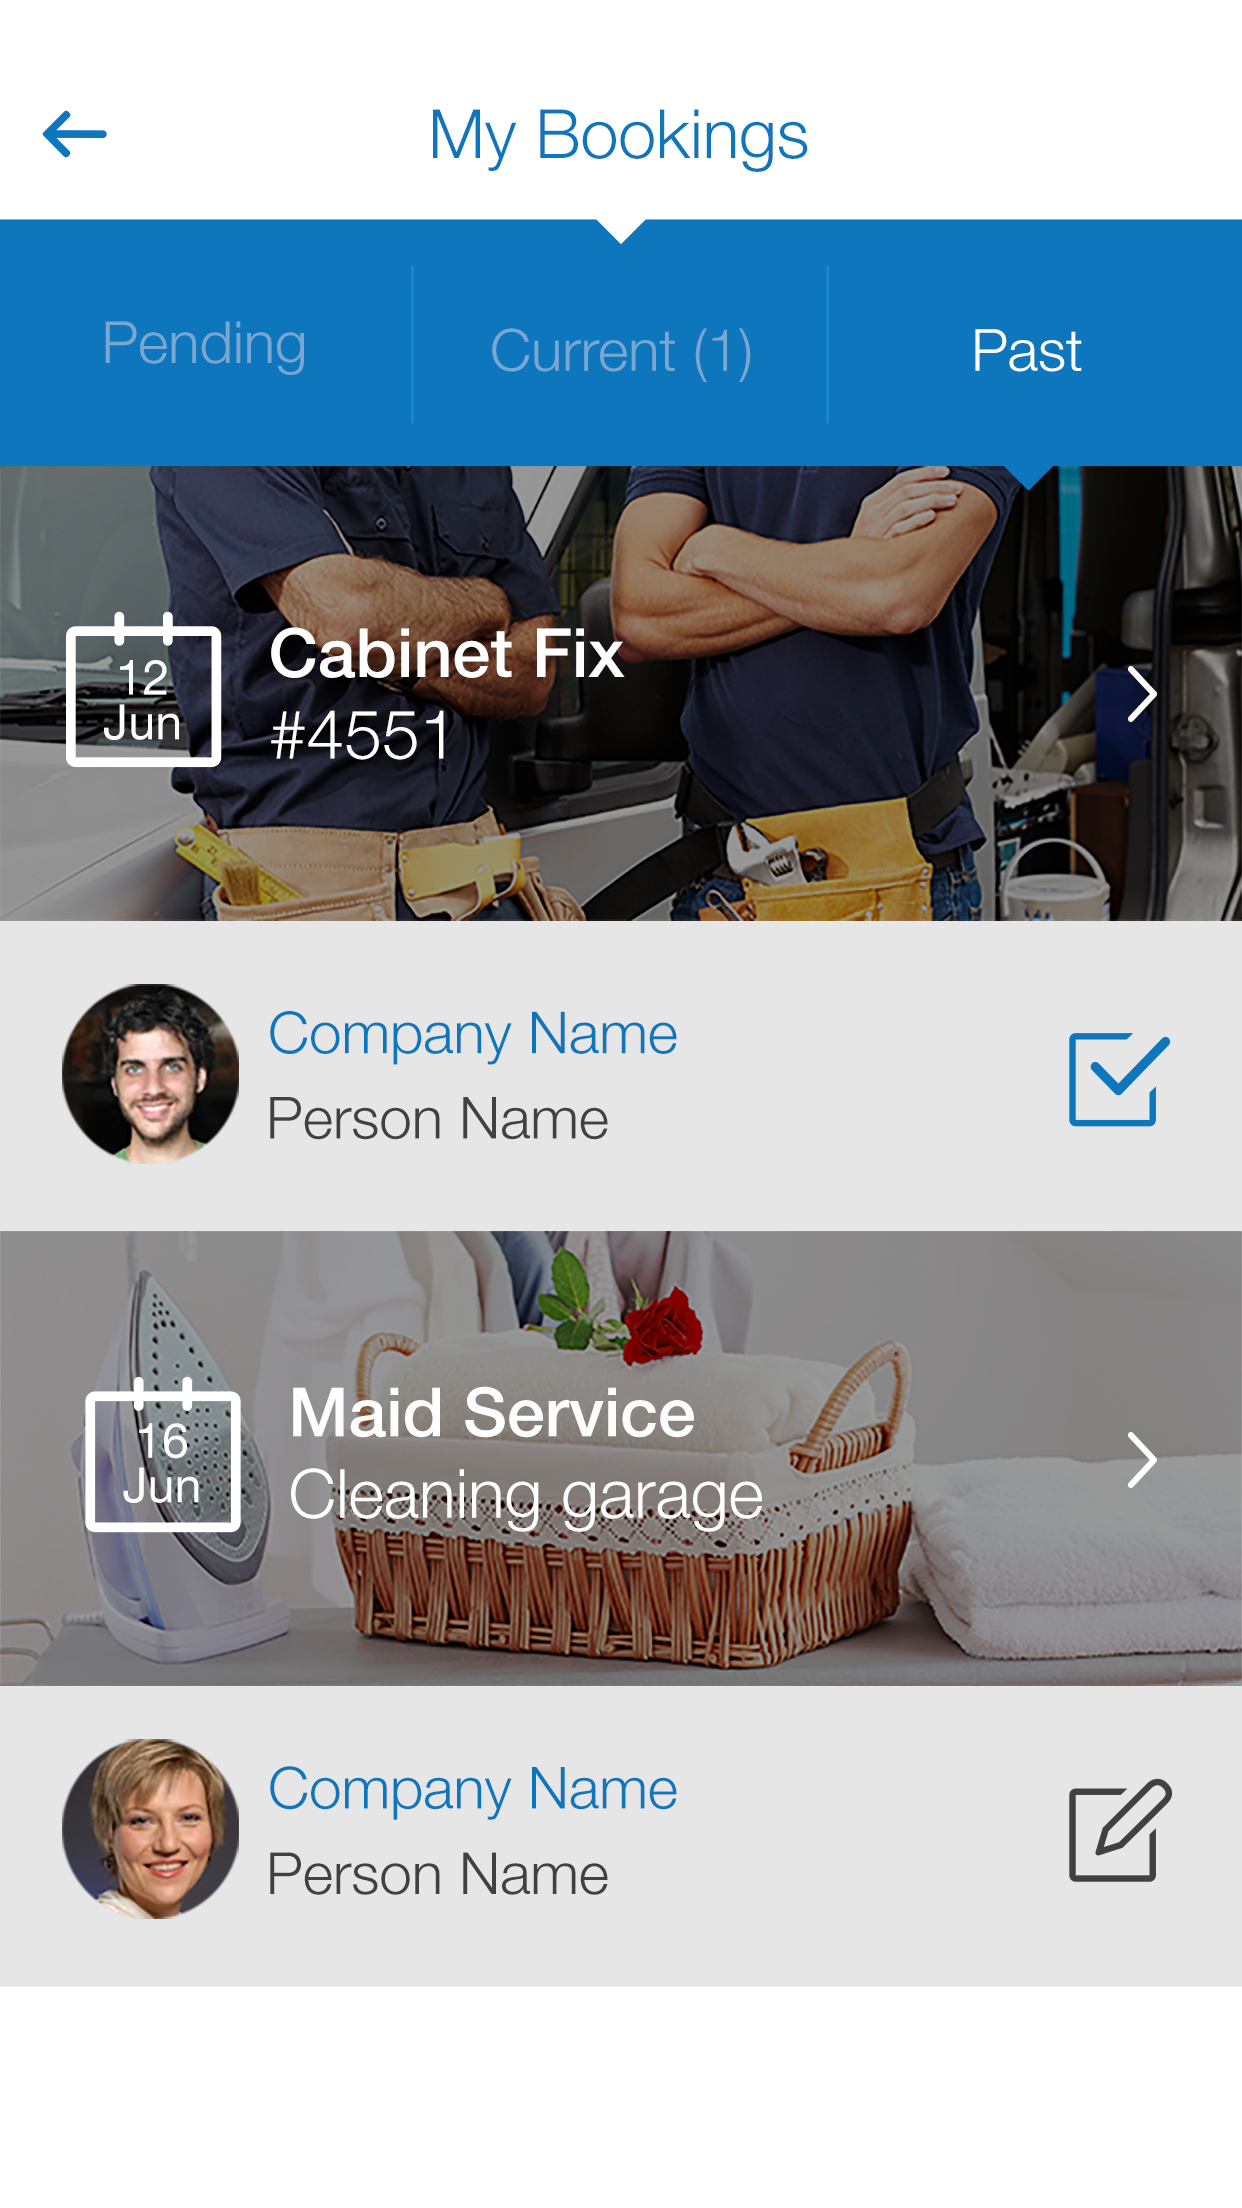 My Bookings
Pending
Current (1)
Past
12
Jun
Cabinet Fix
#4551
Company Name
Person Name
16
Jun
Maid Service
Cleaning garage
Company Name
Person Name